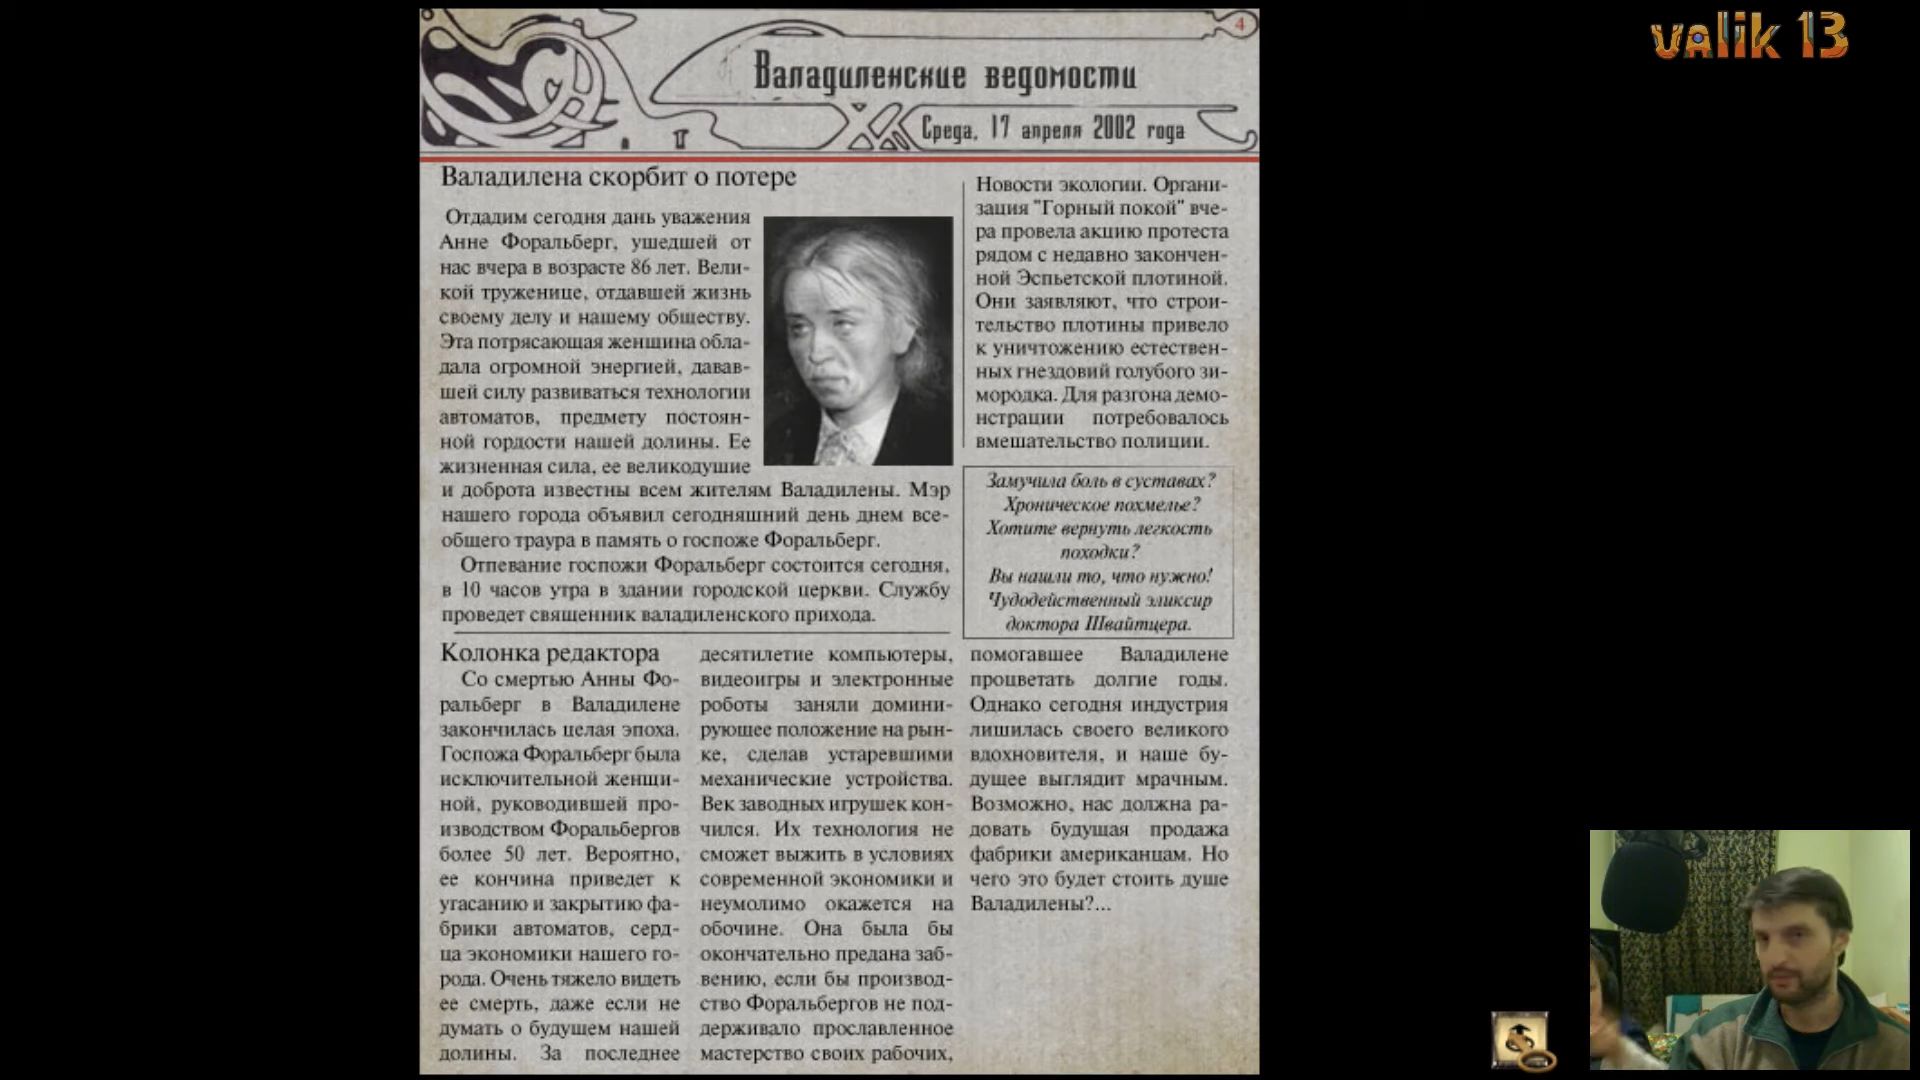 4
Валадиленские ведомости
Среда, 17 апреля 2002 года
Валадилена скорбит о потере
Отдадим сегодня дань уважения
Анне Форальберг, ушедшей от
нас вчера в возрасте 86 лет. Вели-
кой труженице, отдавшей жизнь
своему делу и нашему обществу.
Эта потрясающая женщина обла-
дала огромной энергией, давав-
шей силу развиваться технологии
автоматов, предмету постоян-
ной гордости нашей долины. Ее
жизненная сила, ее великодушие
и доброта известны всем жителям Валадилены. Мэр
нашего города объявил сегодняшний день днем все-
общего траура в память о госпоже Форальберг.
Отпевание госпожи Форальберг состоится сегодня,
в 10 часов утра в здании городской церкви. Службу
проведет священник валадиленского прихода.
Новости экологии. Органи-
зация "Горный покой" вче-
ра провела акцию протеста
рядом с недавно закончен-
ной Эспьетской плотиной.
Они заявляют, что строи-
тельство плотины привело
к уничтожению естествен-
ных гнездовий голубого зи-
мородка. Для разгона демо-
нстрации потребовалось
вмешательство полиции.
Замучила боль в суставах?
Хроническое похмелье?
Хотите вернуть легкость
походки?
Вы нашли то, что нужно!
Чудодейственный эликсир
доктора Швайтцера.
Колонка редактора
Со смертью Анны Фо-
ральберг в Валадилене
закончилась целая эпоха.
Госпожа Форальберг была
исключительной женщи-
ной, руководившей про-
изводством Форальбергов
более 50 лет. Вероятно,
ее кончина приведет к
угасанию и закрытию фа-
брики автоматов, серд-
ца экономики нашего го-
рода. Очень тяжело видеть
ее смерть, даже если не
думать о будущем нашей
долины. За последнее
десятилетие компьютеры,
видеоигры и электронные
роботы заняли домини-
рующее положение на рын-
ке, сделав устаревшими
механические устройства.
Век заводных игрушек кон-
чился. Их технология не
сможет выжить в условиях
современной экономики и
неумолимо окажется на
обочине. Она была бы
окончательно предана заб-
вению, если бы производ-
ство Форальбергов не под-
держивало прославленное
мастерство своих рабочих,
помогавшее Валадилене
процветать долгие годы.
Однако сегодня индустрия
лишилась своего великого
вдохновителя, и наше бу-
дущее выглядит мрачным.
Возможно, нас должна ра-
довать будущая продажа
фабрики американцам. Но
чего это будет стоить душе
Валадилены?...
valik 13